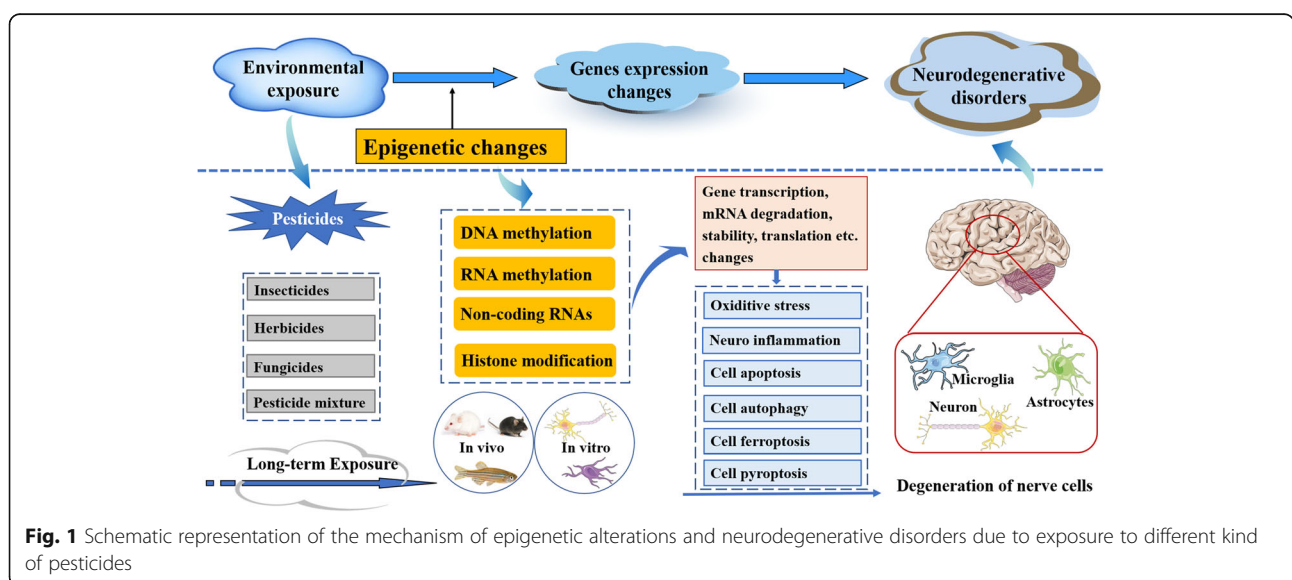 Environmental
exposure
Genes expression
changes
Neurodegenerative
disorders
Epigenetic changes
Pesticides
Insecticides
Herbicides
Fungicides
Pesticide mixture
Long-term Exposure
DNA methylation
RNA methylation
Non-coding RNAs
Histone modification
In vivo
In vitro
Gene transcription,
mRNA degradation,
stability, translation etc.
changes
Oxiditive stress
Neuro inflammation
Cell apoptosis
Cell autophagy
Cell ferroptosis
Cell pyroptosis
Microglia
Astrocytes
Neuron
Degeneration of nerve cells
Fig. 1 Schematic representation of the mechanism of epigenetic alterations and neurodegenerative disorders due to exposure to different kind
of pesticides